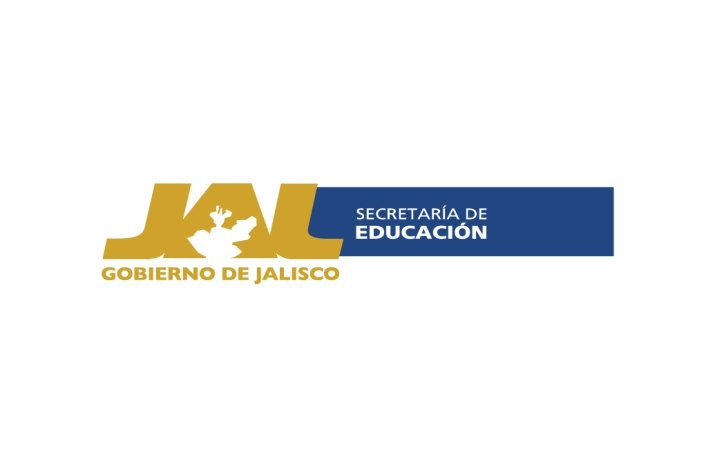 JAL
GOBIERNO DE JALISCO
SECRETARÍA DE
EDUCACIÓN